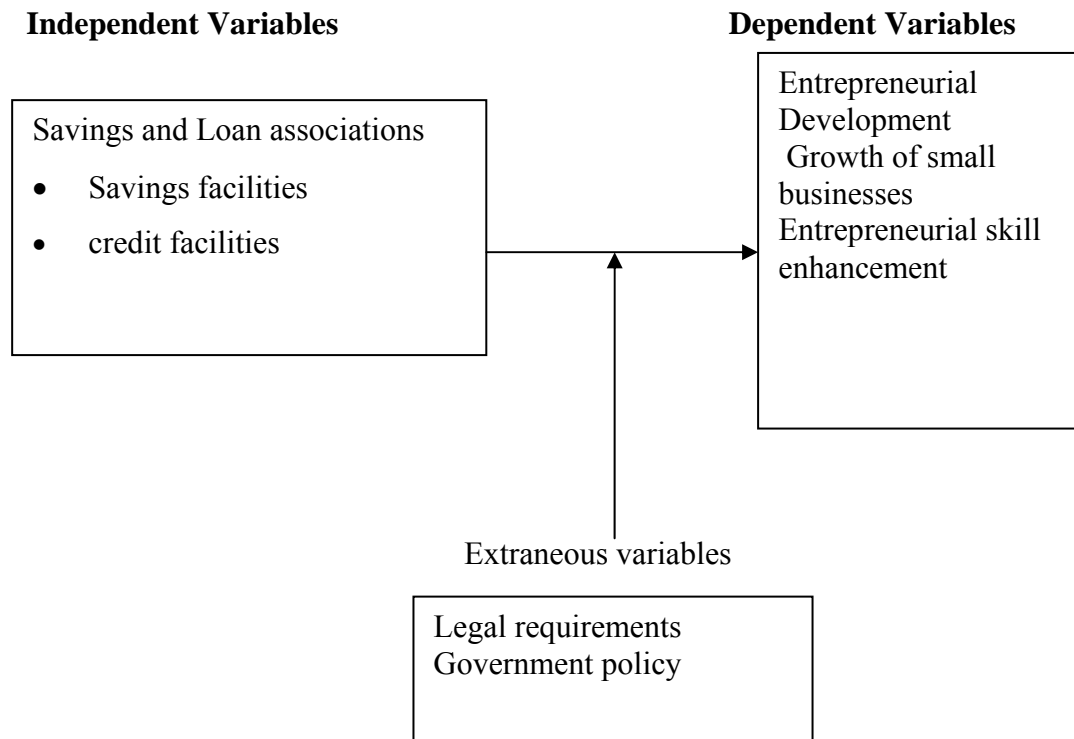 Independent Variables
Dependent Variables
Savings and Loan associations
• Savings facilities
• credit facilities
Entrepreneurial
Development
Growth of small
businesses
Entrepreneurial skill
enhancement
Extraneous variables
Legal requirements
Government policy